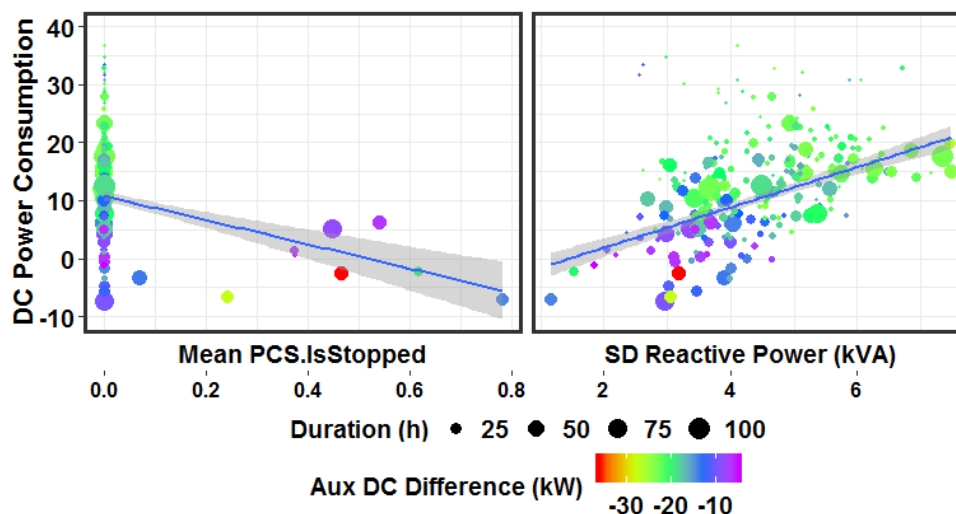 DC Power Consumption
40
30
20
10
0
-10
Mean PCS.IsStopped
SD Reactive Power (kVA)
0.0 0.2 0.4 0.6 0.8
2 4 6
Duration (h) 25 50 75 100
Aux DC Difference (kW)
-30 -20 -10